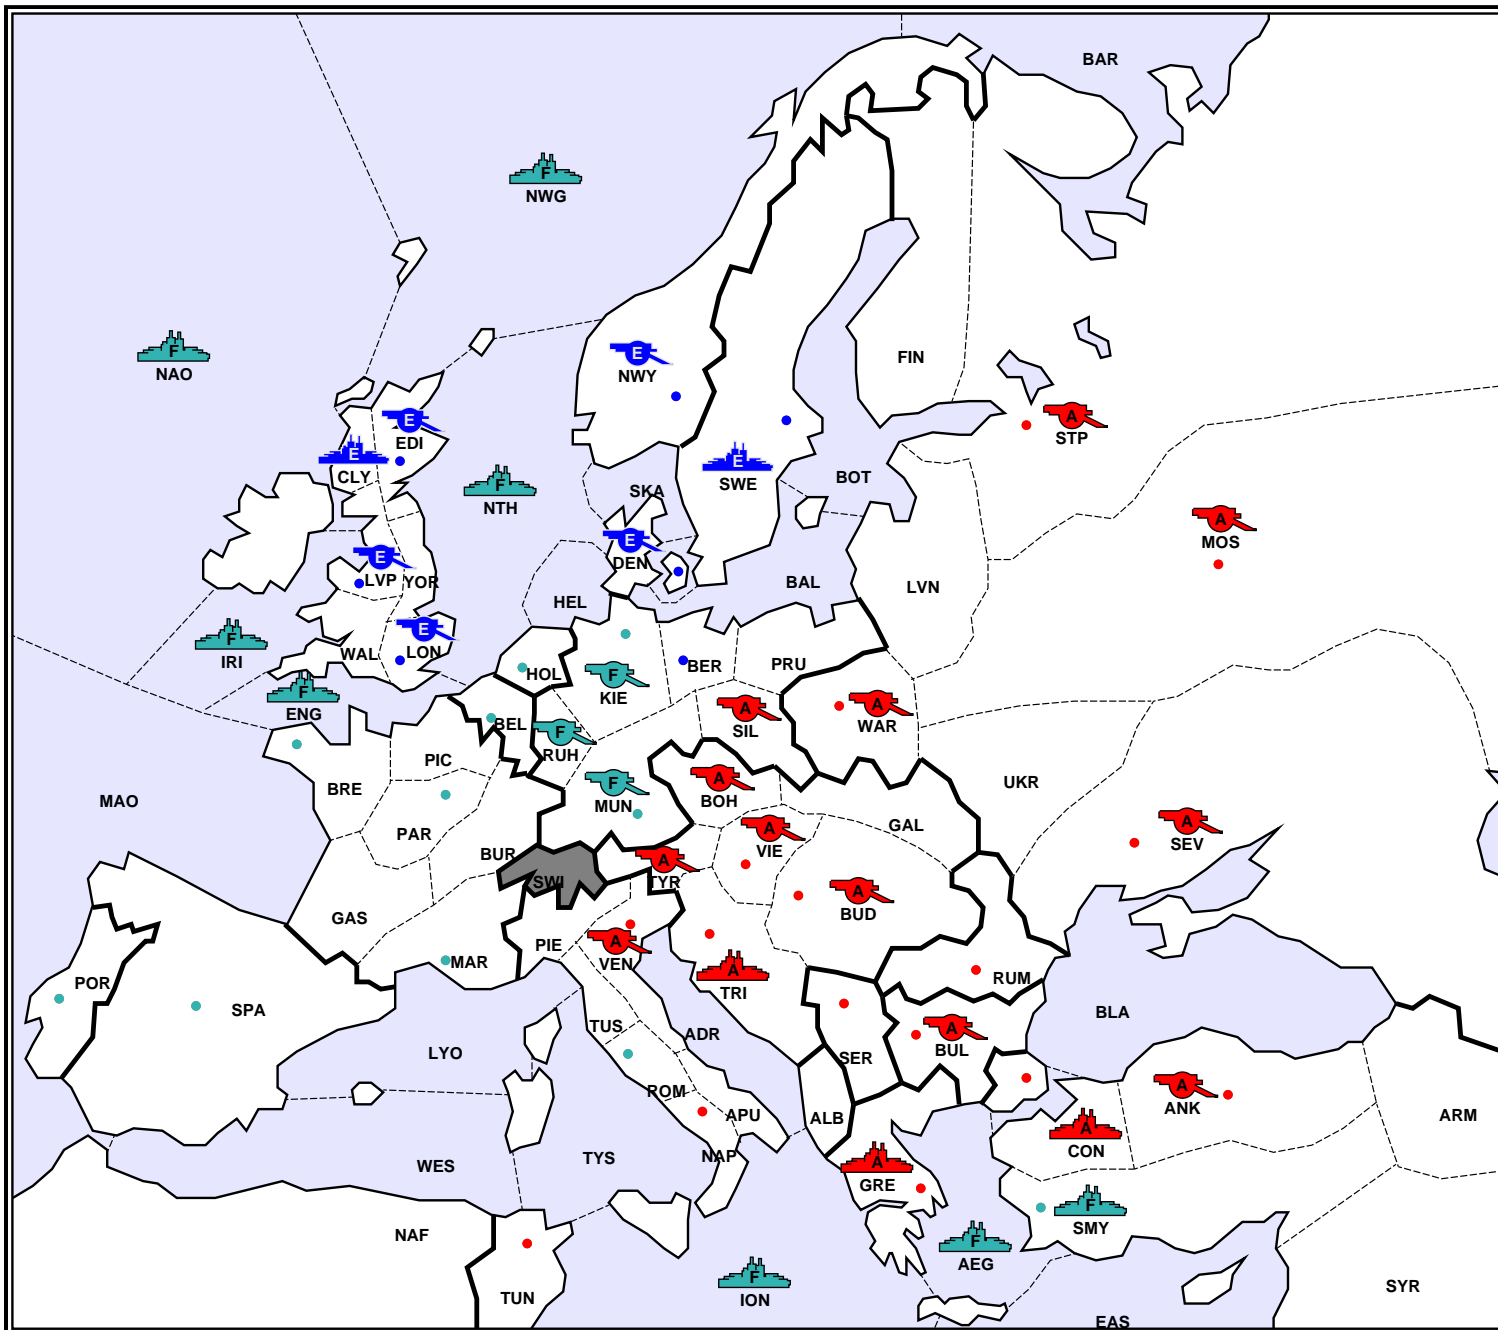 BAR
F
NWG
F
NAO
E
NWY
FIN
A
STP
E
EDI
E
CLY
E
SWE
BOT
F
NTH
SKA
A
MOS
E
DEN
E
LVP
YOR
BAL
LVN
HEL
F
IRI
E
LON
WAL
HOL
F
KIE
BER
PRU
F
ENG
A
SIL
A
WAR
BEL
F
RUH
PIC
A
BOH
UKR
BRE
F
MUN
MAO
PAR
A
VIE
GAL
A
SEV
BUR
A
TYR
SWI
A
BUD
GAS
A
VEN
PIE
MAR
A
TRI
RUM
POR
SPA
BLA
TUS
ADR
A
BUL
LYO
SER
ROM
A
ANK
APU
ALB
ARM
A
CON
NAP
TYS
WES
A
GRE
F
SMY
NAF
F
AEG
F
ION
TUN
SYR
EAS